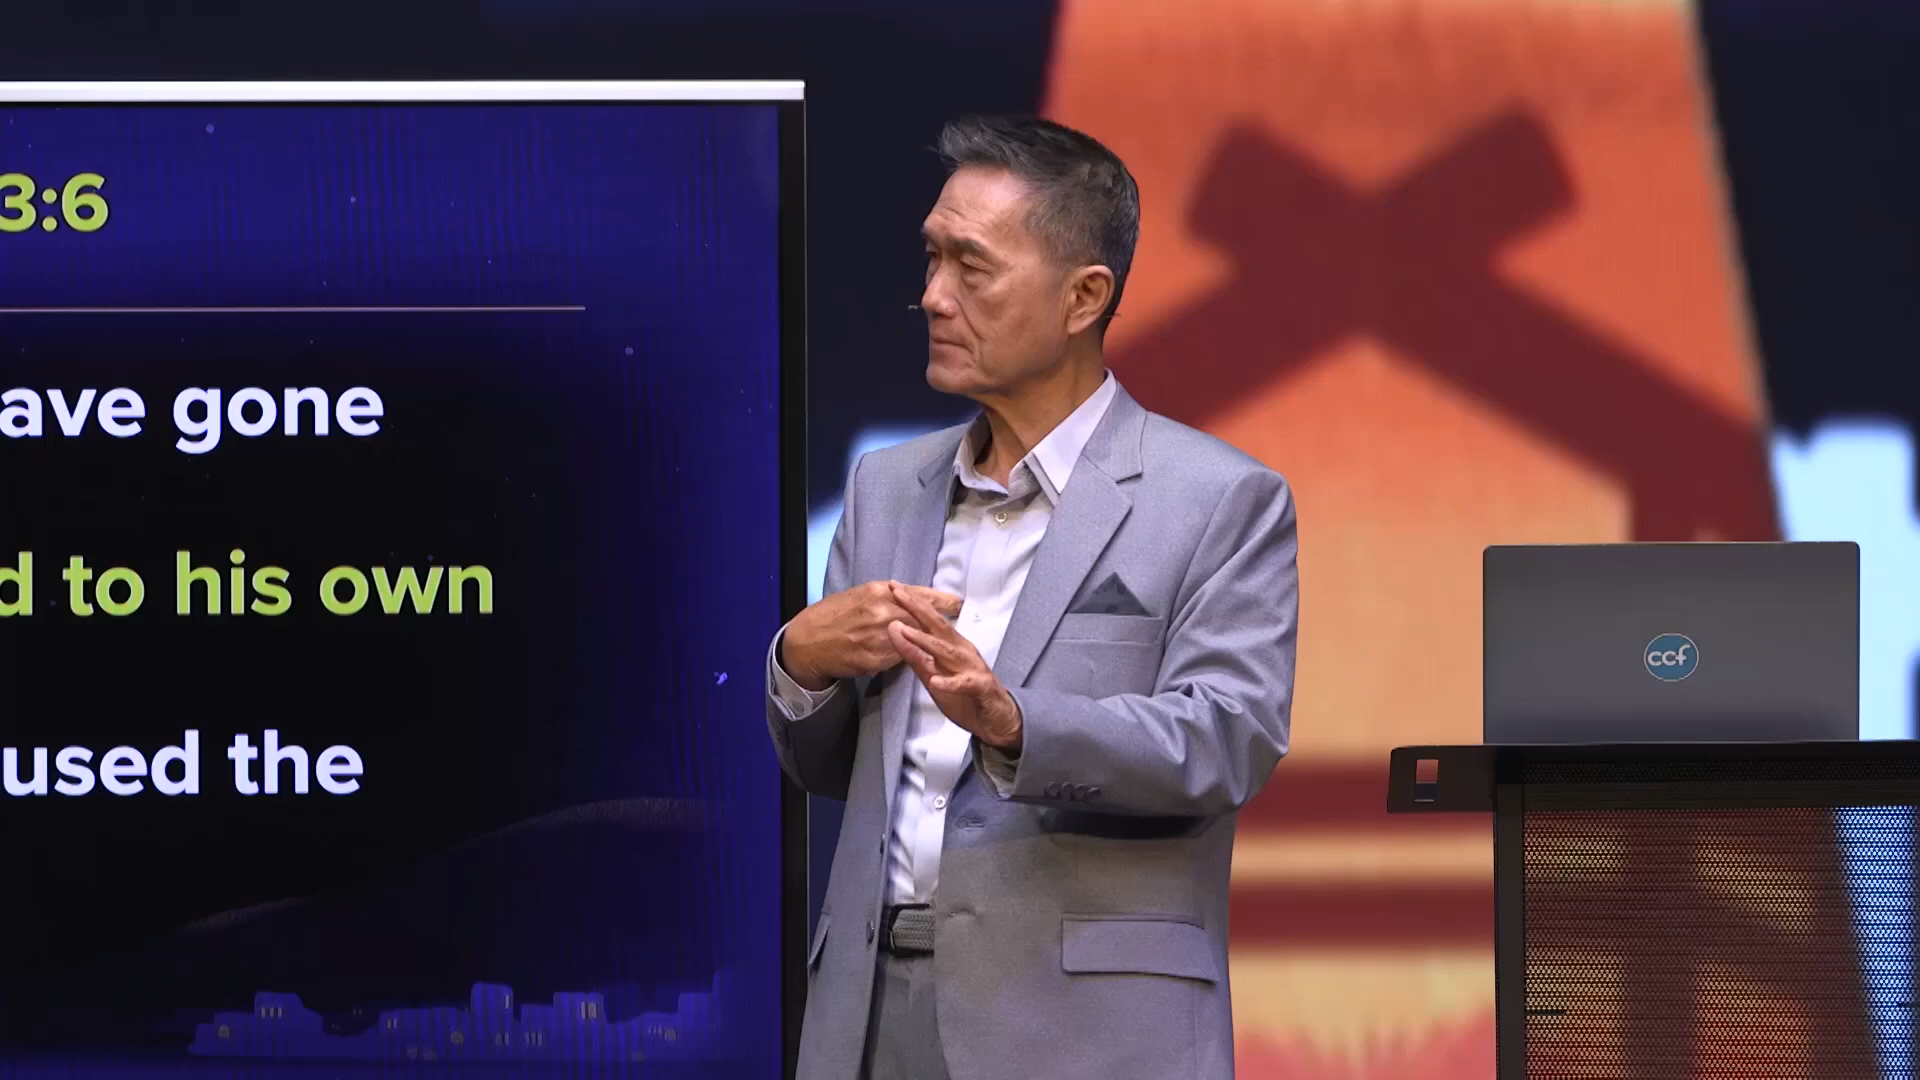 3:6
ave gone
d to his own
used the
ccf